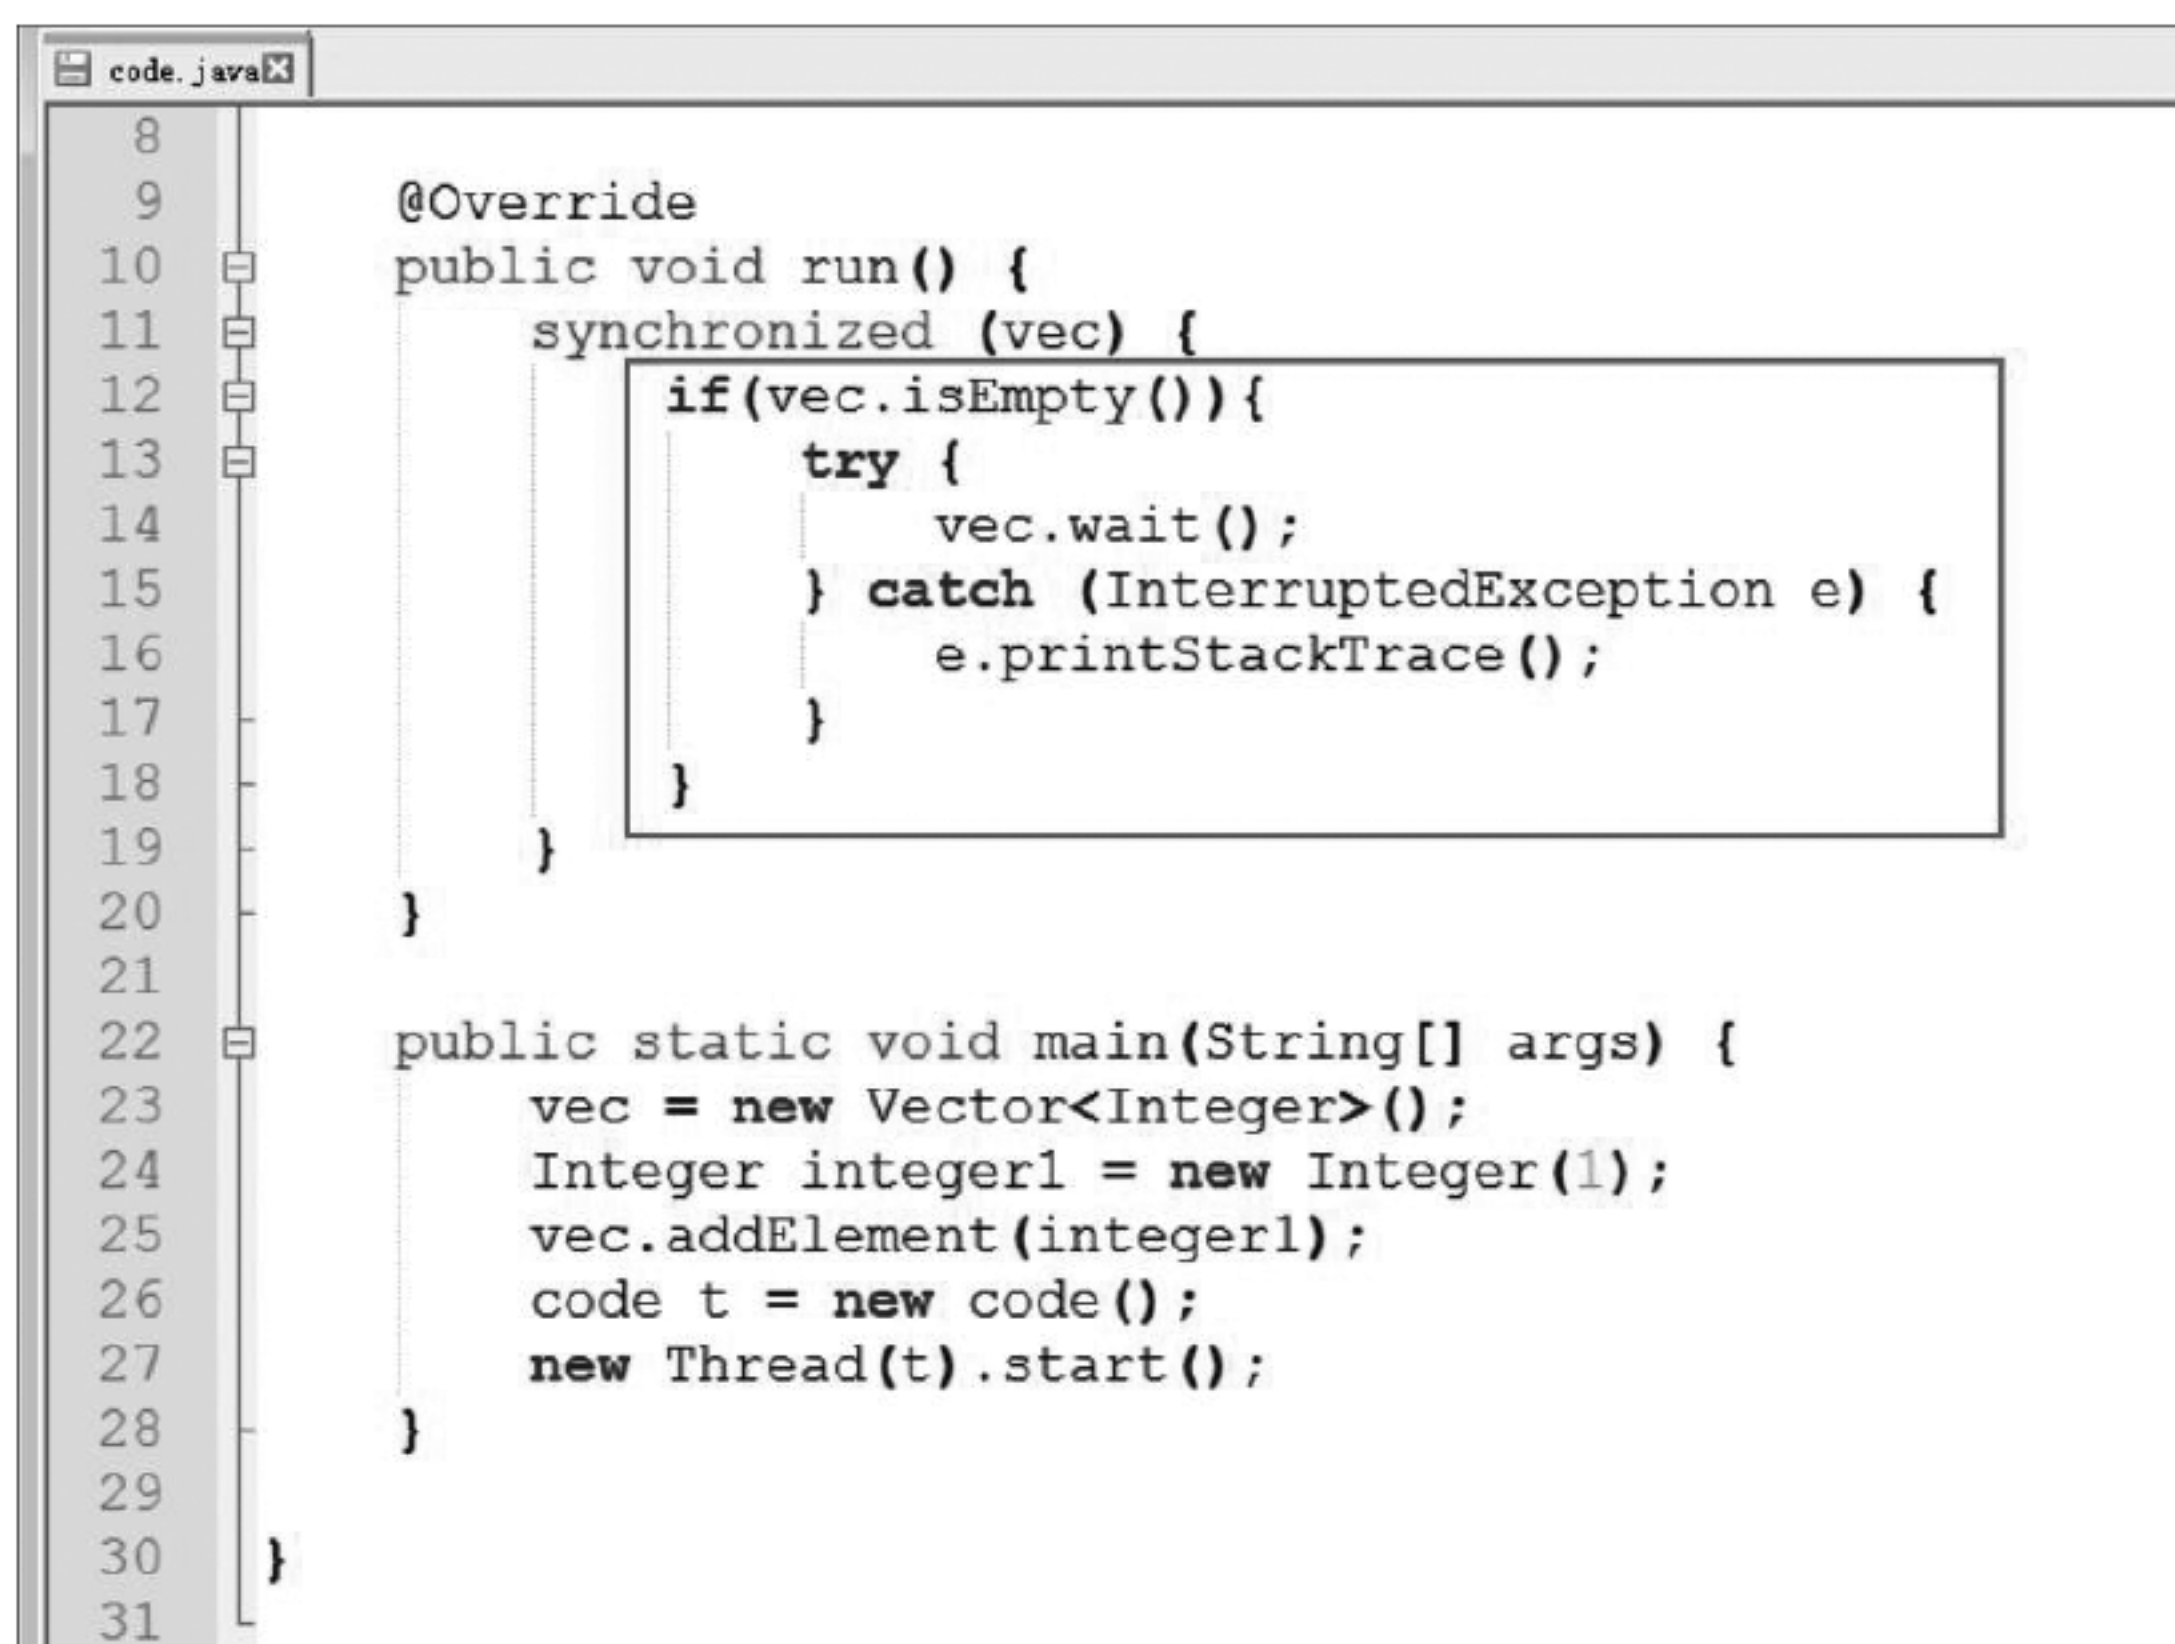 code.java
8
9 @Override
10 public void run() {
11 synchronized (vec) {
12 if(vec.isEmpty()){
13 try {
14 vec.wait();
15 } catch (InterruptedException e) {
16 e.printStackTrace();
17 }
18 }
19 }
20 }
21
22 public static void main(String[] args) {
23 vec = new Vector<Integer>();
24 Integer integer1 = new Integer(1);
25 vec.addElement(integer1);
26 code t = new code();
27 new Thread(t).start();
28 }
29
30 }
31